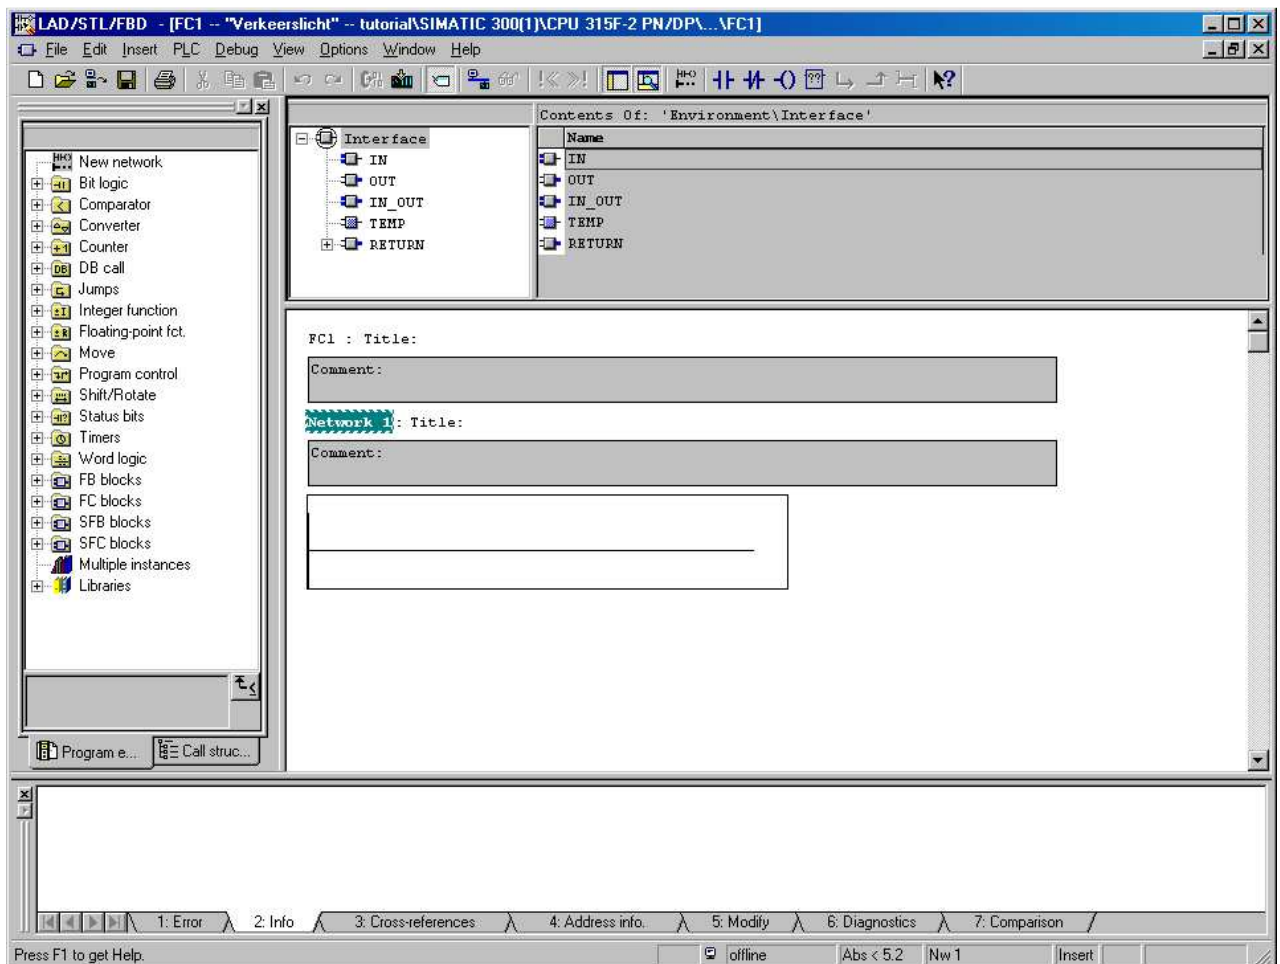 LAD/STL/FBD - [FC1 -- "Verkeerslicht" -- tutorial\SIMATIC 300(1)\CPU 315F-2 PN/DP\...\FC1]
File Edit Insert PLC Debug View Options Window Help
New network
Bit logic
Comparator
Converter
Counter
DB call
Jumps
Integer function
Floating-point fct.
Move
Program control
Shift/Rotate
Status bits
Timers
Word logic
FB blocks
FC blocks
SFB blocks
SFC blocks
Multiple instances
Libraries
Program e...
Call struc...
Interface
IN
OUT
IN_OUT
TEMP
RETURN
Contents Of: 'Environment\Interface'
Name
IN
OUT
IN_OUT
TEMP
RETURN
FC1 : Title:
Comment:
Network 1: Title:
Comment:
1: Error 2: Info 3: Cross-references 4: Address info. 5: Modify 6: Diagnostics 7: Comparison
Press F1 to get Help. offline Abs < 5.2 Nw 1 Insert